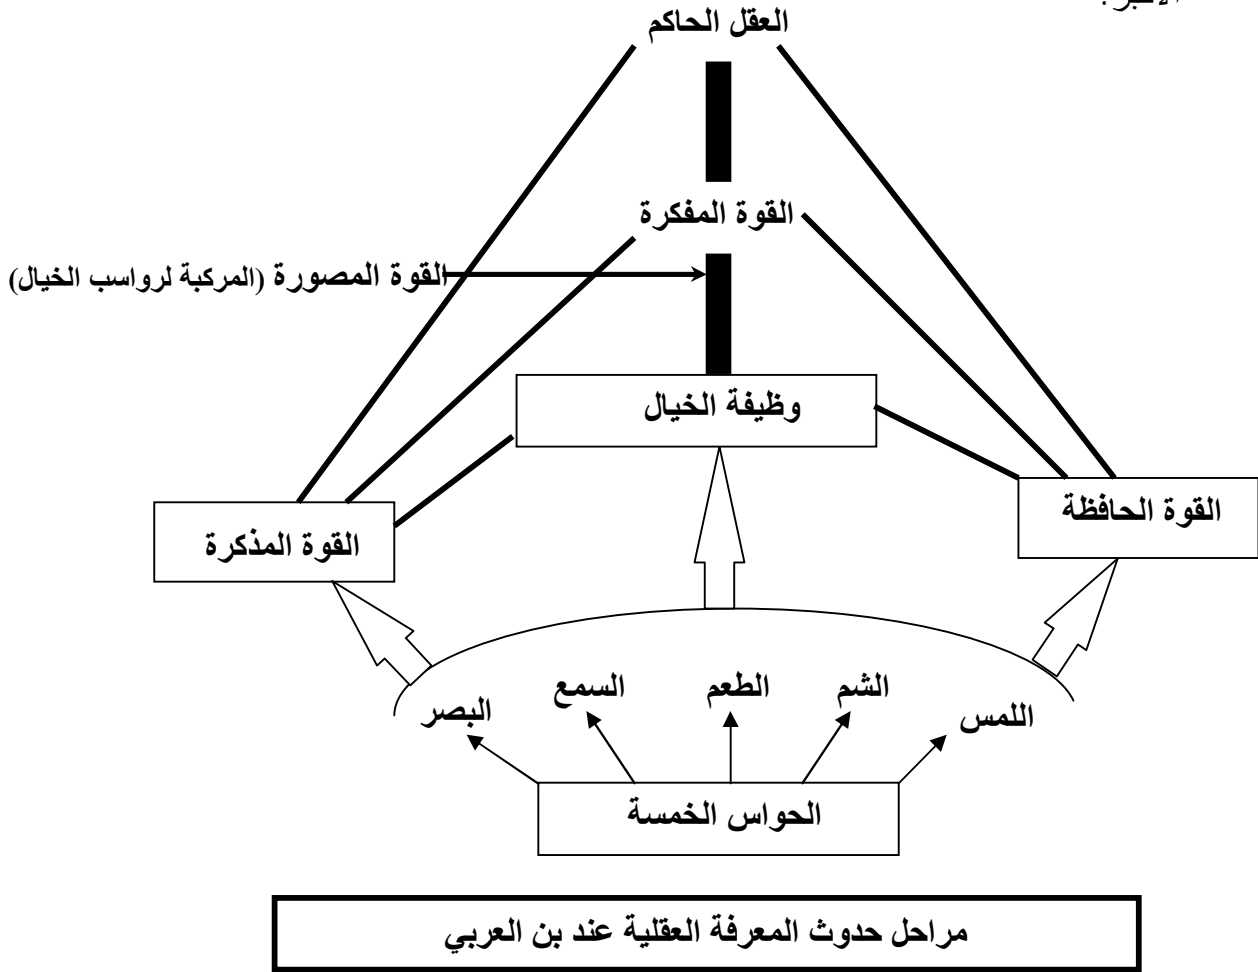 العقل الحاكم
القوة المفكرة
القوة المصورة (المركبة لرواسب الخيال)
وظيفة الخيال
القوة الحافظة
القوة المذكرة
اللمس
الشم
الطعم
السمع
البصر
الحواس الخمسة
مراحل حدوث المعرفة العقلية عند بن العربي